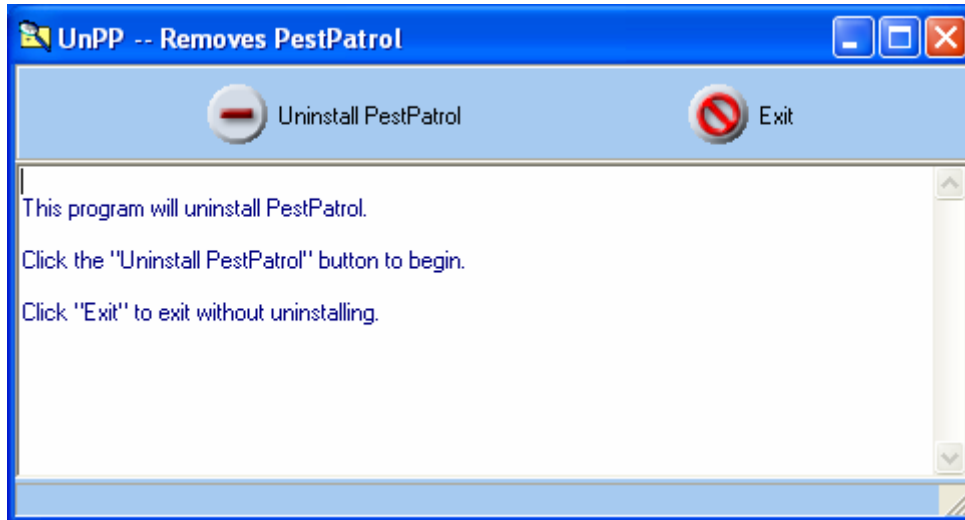 UnPP -- Removes PestPatrol
Uninstall PestPatrol
Exit
This program will uninstall PestPatrol.
Click the "Uninstall PestPatrol" button to begin.
Click "Exit" to exit without uninstalling.